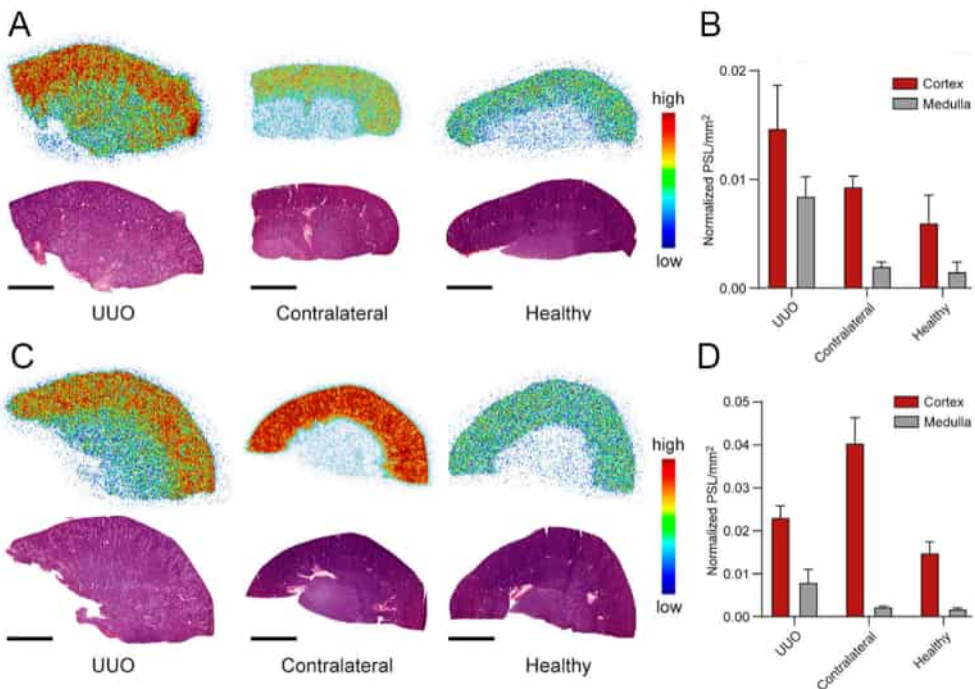 A
high
low
UUO
Contralateral
Healthy
B
Normalized PSL/mm²
0.02
0.01
0.00
Cortex
Medulla
UUO
Contralateral
Healthy
C
high
low
UUO
Contralateral
Healthy
D
Normalized PSL/mm²
0.05
0.04
0.03
0.02
0.01
0.00
Cortex
Medulla
UUO
Contralateral
Healthy